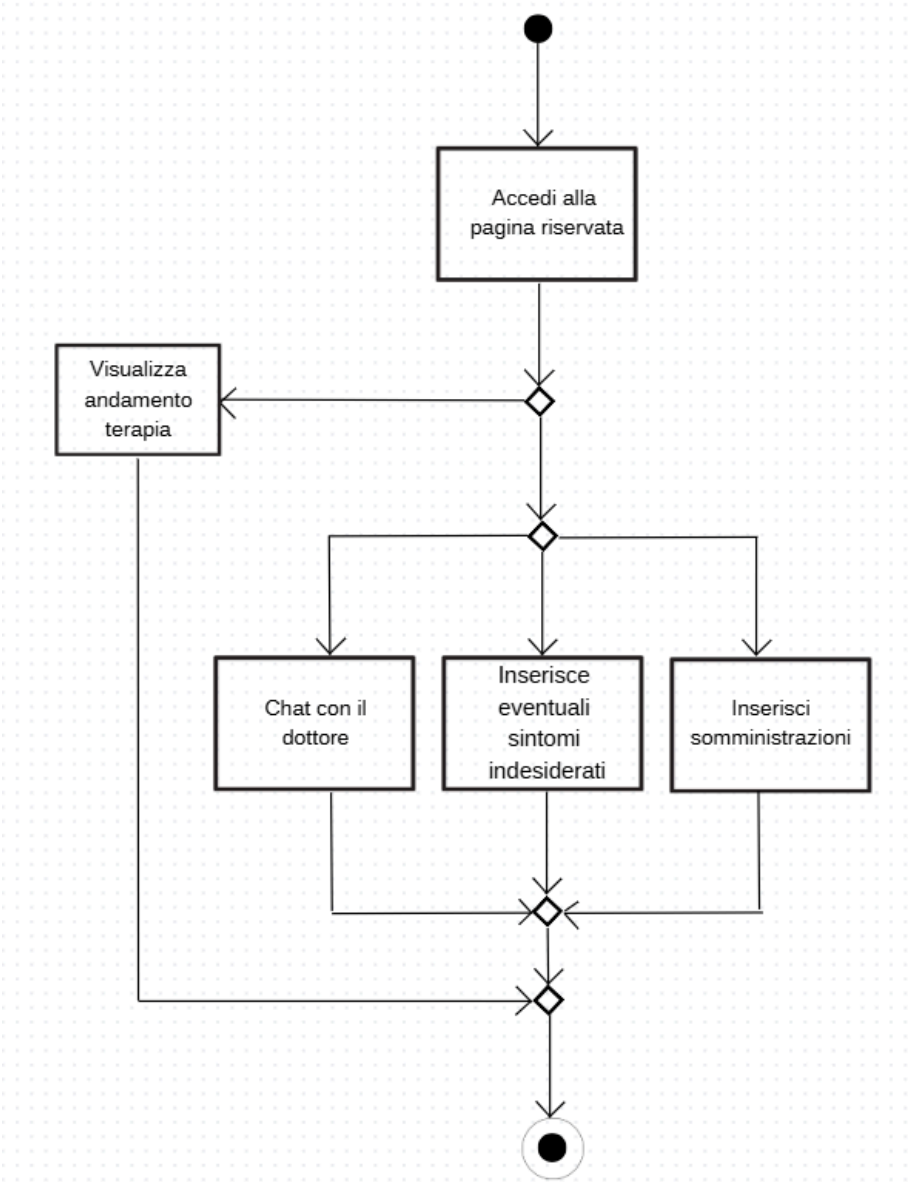 Accedi alla
pagina riservata
Visualizza
andamento
terapia
Chat con il
dottore
Inserisce
eventuali
sintomi
indesiderati
Inserisci
somministrazioni